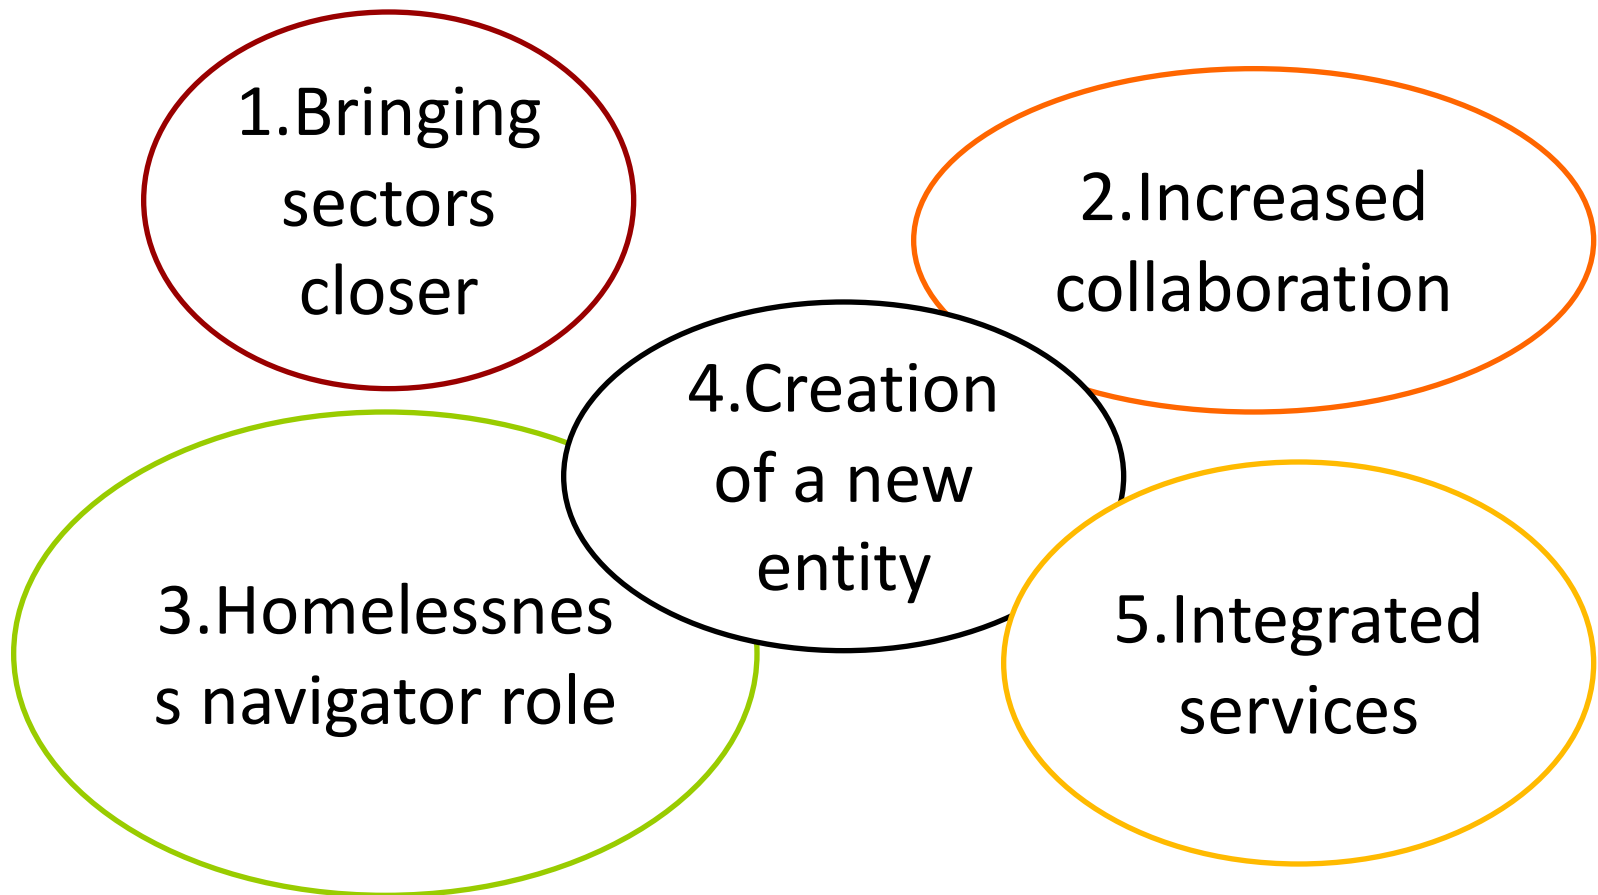 1.Bringing
sectors
closer
2.Increased
collaboration
3.Homelessnes
s navigator role
4.Creation
of a new
entity
5.Integrated
services